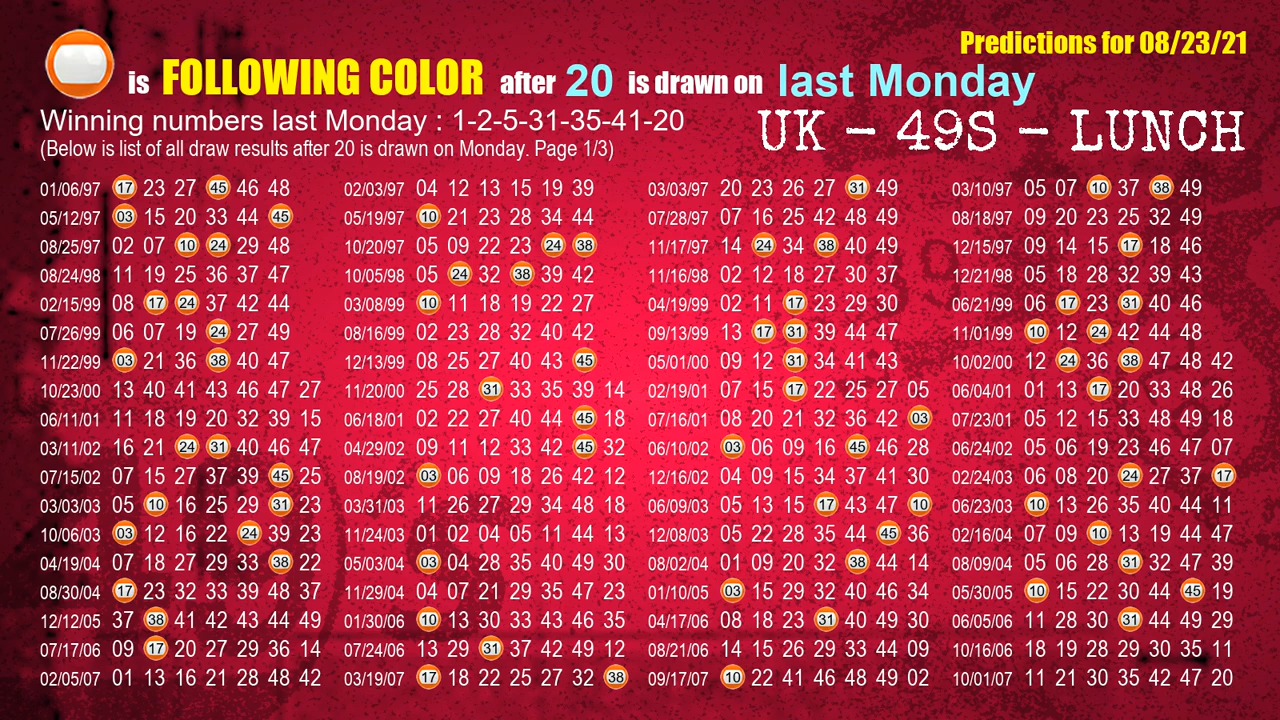 Predictions for 08/23/21
is FOLLOWING COLOR after 20 is drawn on last Monday
Winning numbers last Monday : 1-2-5-31-35-41-20
UK - 49S - LUNCH
(Below is list of all draw results after 20 is drawn on Monday. Page 1/3)
01/06/97 17 23 27 45 46 48 02/03/97 04 12 13 15 19 39 03/03/97 20 23 26 27 31 49 03/10/97 05 07 10 37 38 49
05/12/97 03 15 20 33 44 45 05/19/97 10 21 23 28 34 44 07/28/97 07 16 25 42 48 49 08/18/97 09 20 23 25 32 49
08/25/97 02 07 10 24 29 48 10/20/97 05 09 22 23 24 38 11/17/97 14 24 34 38 40 49 12/15/97 09 14 15 17 18 46
08/24/98 11 19 25 36 37 47 10/05/98 05 24 32 38 39 42 11/16/98 02 12 18 27 30 37 12/21/98 05 18 28 32 39 43
02/15/99 08 17 24 37 42 44 03/08/99 10 11 18 19 22 27 04/19/99 02 11 17 23 29 30 06/21/99 06 17 23 31 40 46
07/26/99 06 07 19 24 27 49 08/16/99 02 23 28 32 40 42 09/13/99 13 17 31 39 44 47 11/01/99 10 12 24 42 44 48
11/22/99 03 21 36 38 40 47 12/13/99 08 25 27 40 43 45 05/01/00 09 12 31 34 41 43 10/02/00 12 24 36 38 47 48 42
10/23/00 13 40 41 43 46 47 27 11/20/00 25 28 31 33 35 39 14 02/19/01 07 15 17 22 25 27 05 06/04/01 01 13 17 20 33 48 26
06/11/01 11 18 19 20 32 39 15 06/18/01 02 22 27 40 44 45 18 07/16/01 08 20 21 32 36 42 03 07/23/01 05 12 15 33 48 49 18
03/11/02 16 21 24 31 40 46 47 04/29/02 09 11 12 33 42 45 32 06/10/02 03 06 09 16 45 46 28 06/24/02 05 06 19 23 46 47 07
07/15/02 07 15 27 37 39 45 25 08/19/02 03 06 09 18 26 42 12 12/16/02 04 09 15 34 37 41 30 02/24/03 06 08 20 24 27 37 17
03/03/03 05 10 16 25 29 31 23 03/31/03 11 26 27 29 34 48 18 06/09/03 05 13 15 17 43 47 10 06/23/03 10 13 26 35 40 44 11
10/06/03 03 12 16 22 24 39 23 11/24/03 01 02 04 05 11 44 13 12/08/03 05 22 28 35 44 45 36 02/16/04 07 09 10 13 19 44 47
04/19/04 07 18 27 29 33 38 22 05/03/04 03 04 28 35 40 49 30 08/02/04 01 09 20 32 38 44 14 08/09/04 05 06 28 31 32 47 39
08/30/04 17 23 32 33 39 48 37 11/29/04 04 07 21 29 35 47 23 01/10/05 03 15 29 32 40 46 34 05/30/05 10 15 22 30 44 45 19
12/12/05 37 38 41 42 43 44 49 01/30/06 10 13 30 33 43 46 35 04/17/06 08 18 23 31 40 49 30 06/05/06 11 28 30 31 44 49 29
07/17/06 09 17 20 27 29 36 14 07/24/06 13 29 31 37 42 49 12 08/21/06 14 15 26 29 33 44 09 10/16/06 18 19 28 29 30 35 11
02/05/07 01 13 16 21 28 48 42 03/19/07 17 18 22 25 27 32 38 09/17/07 10 22 41 46 48 49 02 10/01/07 11 21 30 35 42 47 20